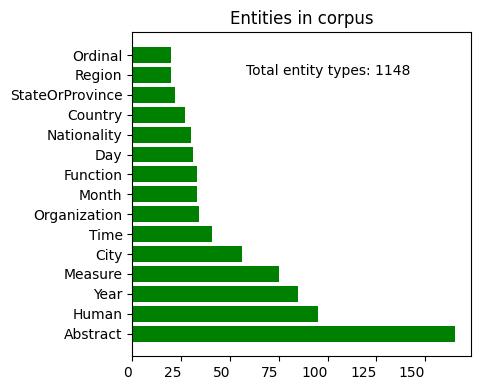 Entities in corpus
Total entity types: 1148
Ordinal
Region
StateOrProvince
Country
Nationality
Day
Function
Month
Organization
Time
City
Measure
Year
Human
Abstract
0 25 50 75 100 125 150